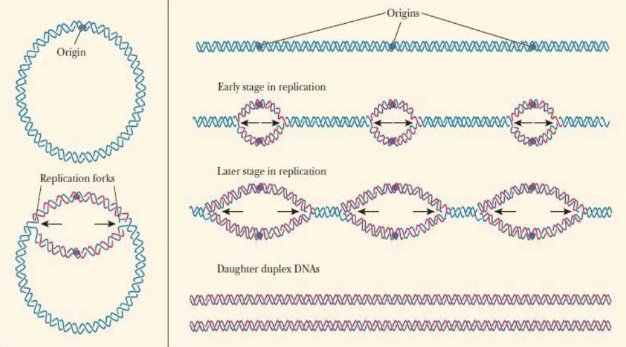 Origin
Replication forks
Origins
Early stage in replication
Later stage in replication
Daughter duplex DNAs